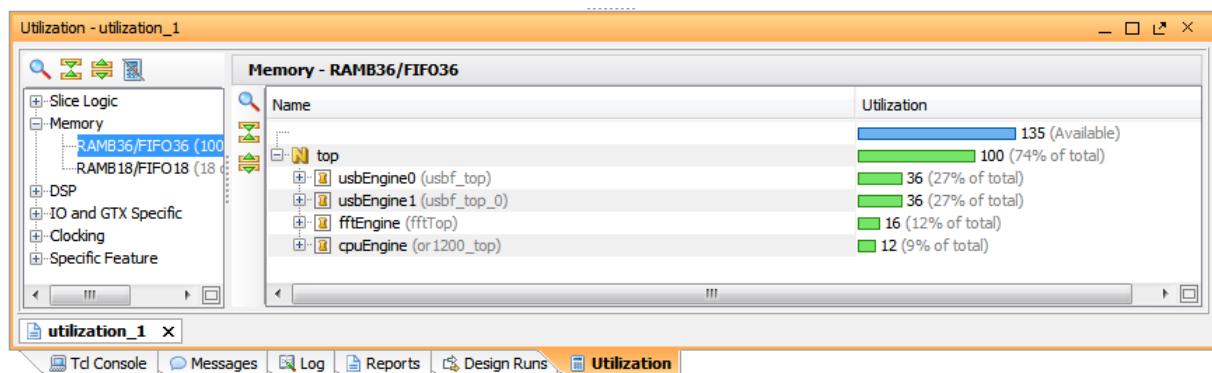 Utilization - utilization_1
Memory - RAMB36/FIFO36
Slice Logic
Memory
RAMB36/FIFO36 (100
RAMB18/FIFO18 (18
DSP
IO and GTX Specific
Clocking
Specific Feature
Name Utilization
135 (Available)
top 100 (74% of total)
usbEngine0 (usbf_top) 36 (27% of total)
usbEngine1 (usbf_top_0) 36 (27% of total)
fftEngine (fftTop) 16 (12% of total)
cpuEngine (or1200_top) 12 (9% of total)
utilization_1
Tcl Console Messages Log Reports Design Runs Utilization